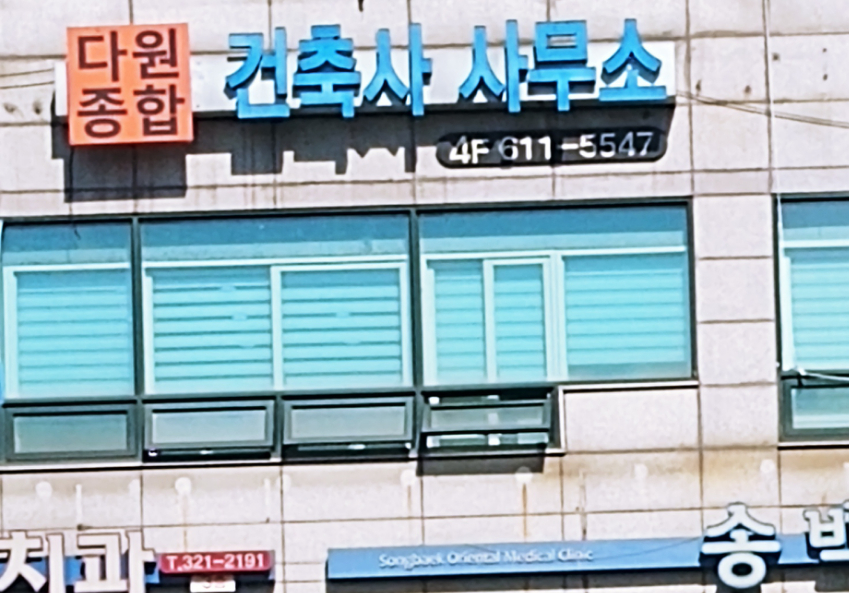 다원
종합
건축사 사무소
4F 611-5547
치과
T.321-2191
Songbaek Oriental Medical Clinic
송